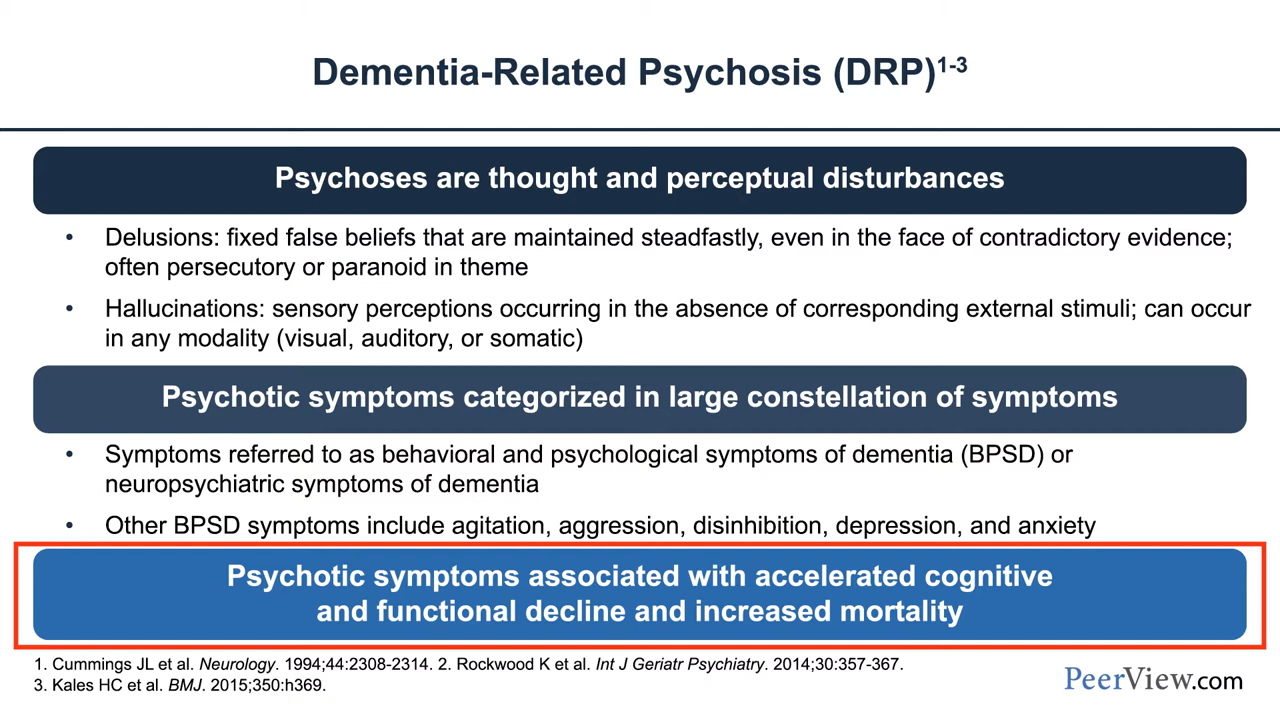 Dementia-Related Psychosis (DRP)1-3
Psychoses are thought and perceptual disturbances
• Delusions: fixed false beliefs that are maintained steadfastly, even in the face of contradictory evidence;
often persecutory or paranoid in theme
• Hallucinations: sensory perceptions occurring in the absence of corresponding external stimuli; can occur
in any modality (visual, auditory, or somatic)
Psychotic symptoms categorized in large constellation of symptoms
• Symptoms referred to as behavioral and psychological symptoms of dementia (BPSD) or
neuropsychiatric symptoms of dementia
• Other BPSD symptoms include agitation, aggression, disinhibition, depression, and anxiety
Psychotic symptoms associated with accelerated cognitive
and functional decline and increased mortality
1. Cummings JL et al. Neurology. 1994;44:2308-2314. 2. Rockwood K et al. Int J Geriatr Psychiatry. 2014;30:357-367.
3. Kales HC et al. BMJ. 2015;350:h369.
PeerView.com